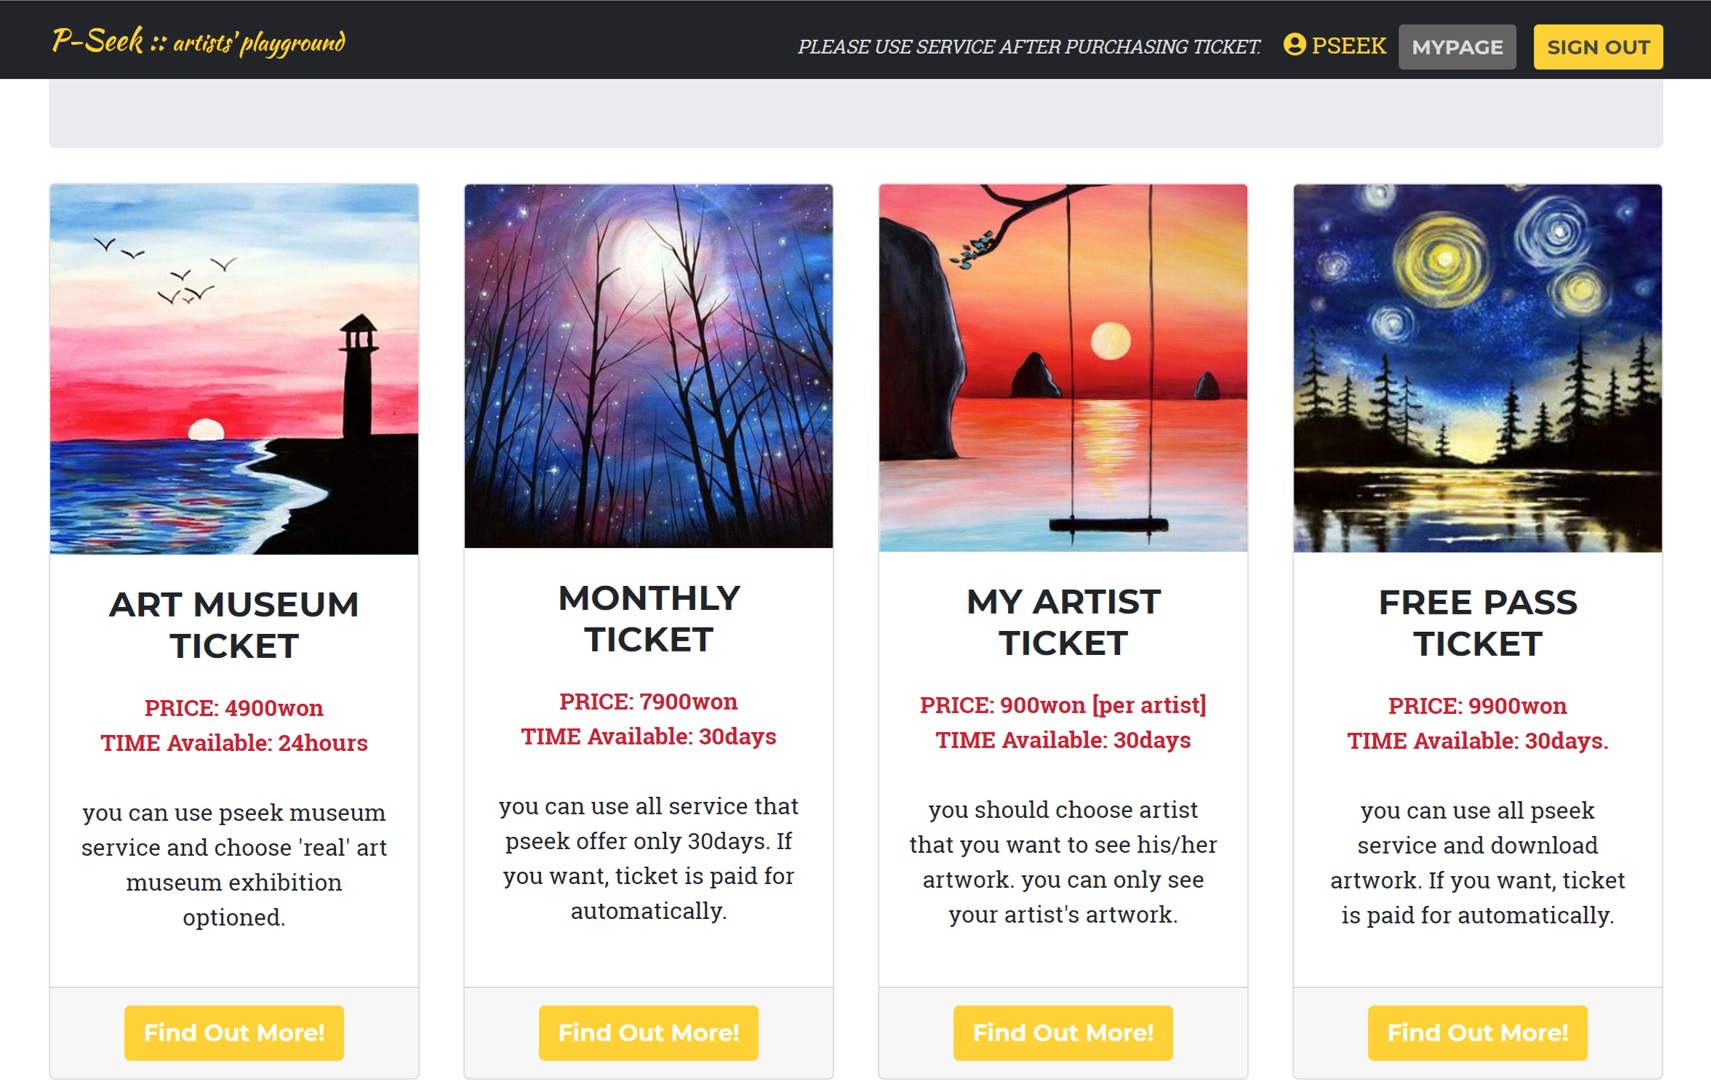 P-Seek :: artists' playground
PLEASE USE SERVICE AFTER PURCHASING TICKET.
PSEEK
MYPAGE
SIGN OUT
ART MUSEUM
TICKET
PRICE: 4900won
TIME Available: 24hours
you can use pseek museum
service and choose 'real' art
museum exhibition
optioned.
Find Out More!
MONTHLY
TICKET
PRICE: 7900won
TIME Available: 30days
you can use all service that
pseek offer only 30days. If
you want, ticket is paid for
automatically.
Find Out More!
MY ARTIST
TICKET
PRICE: 900won [per artist]
TIME Available: 30days
you should choose artist
that you want to see his/her
artwork. you can only see
your artist's artwork.
Find Out More!
FREE PASS
TICKET
PRICE: 9900won
TIME Available: 30days.
you can use all pseek
service and download
artwork. If you want, ticket
is paid for automatically.
Find Out More!